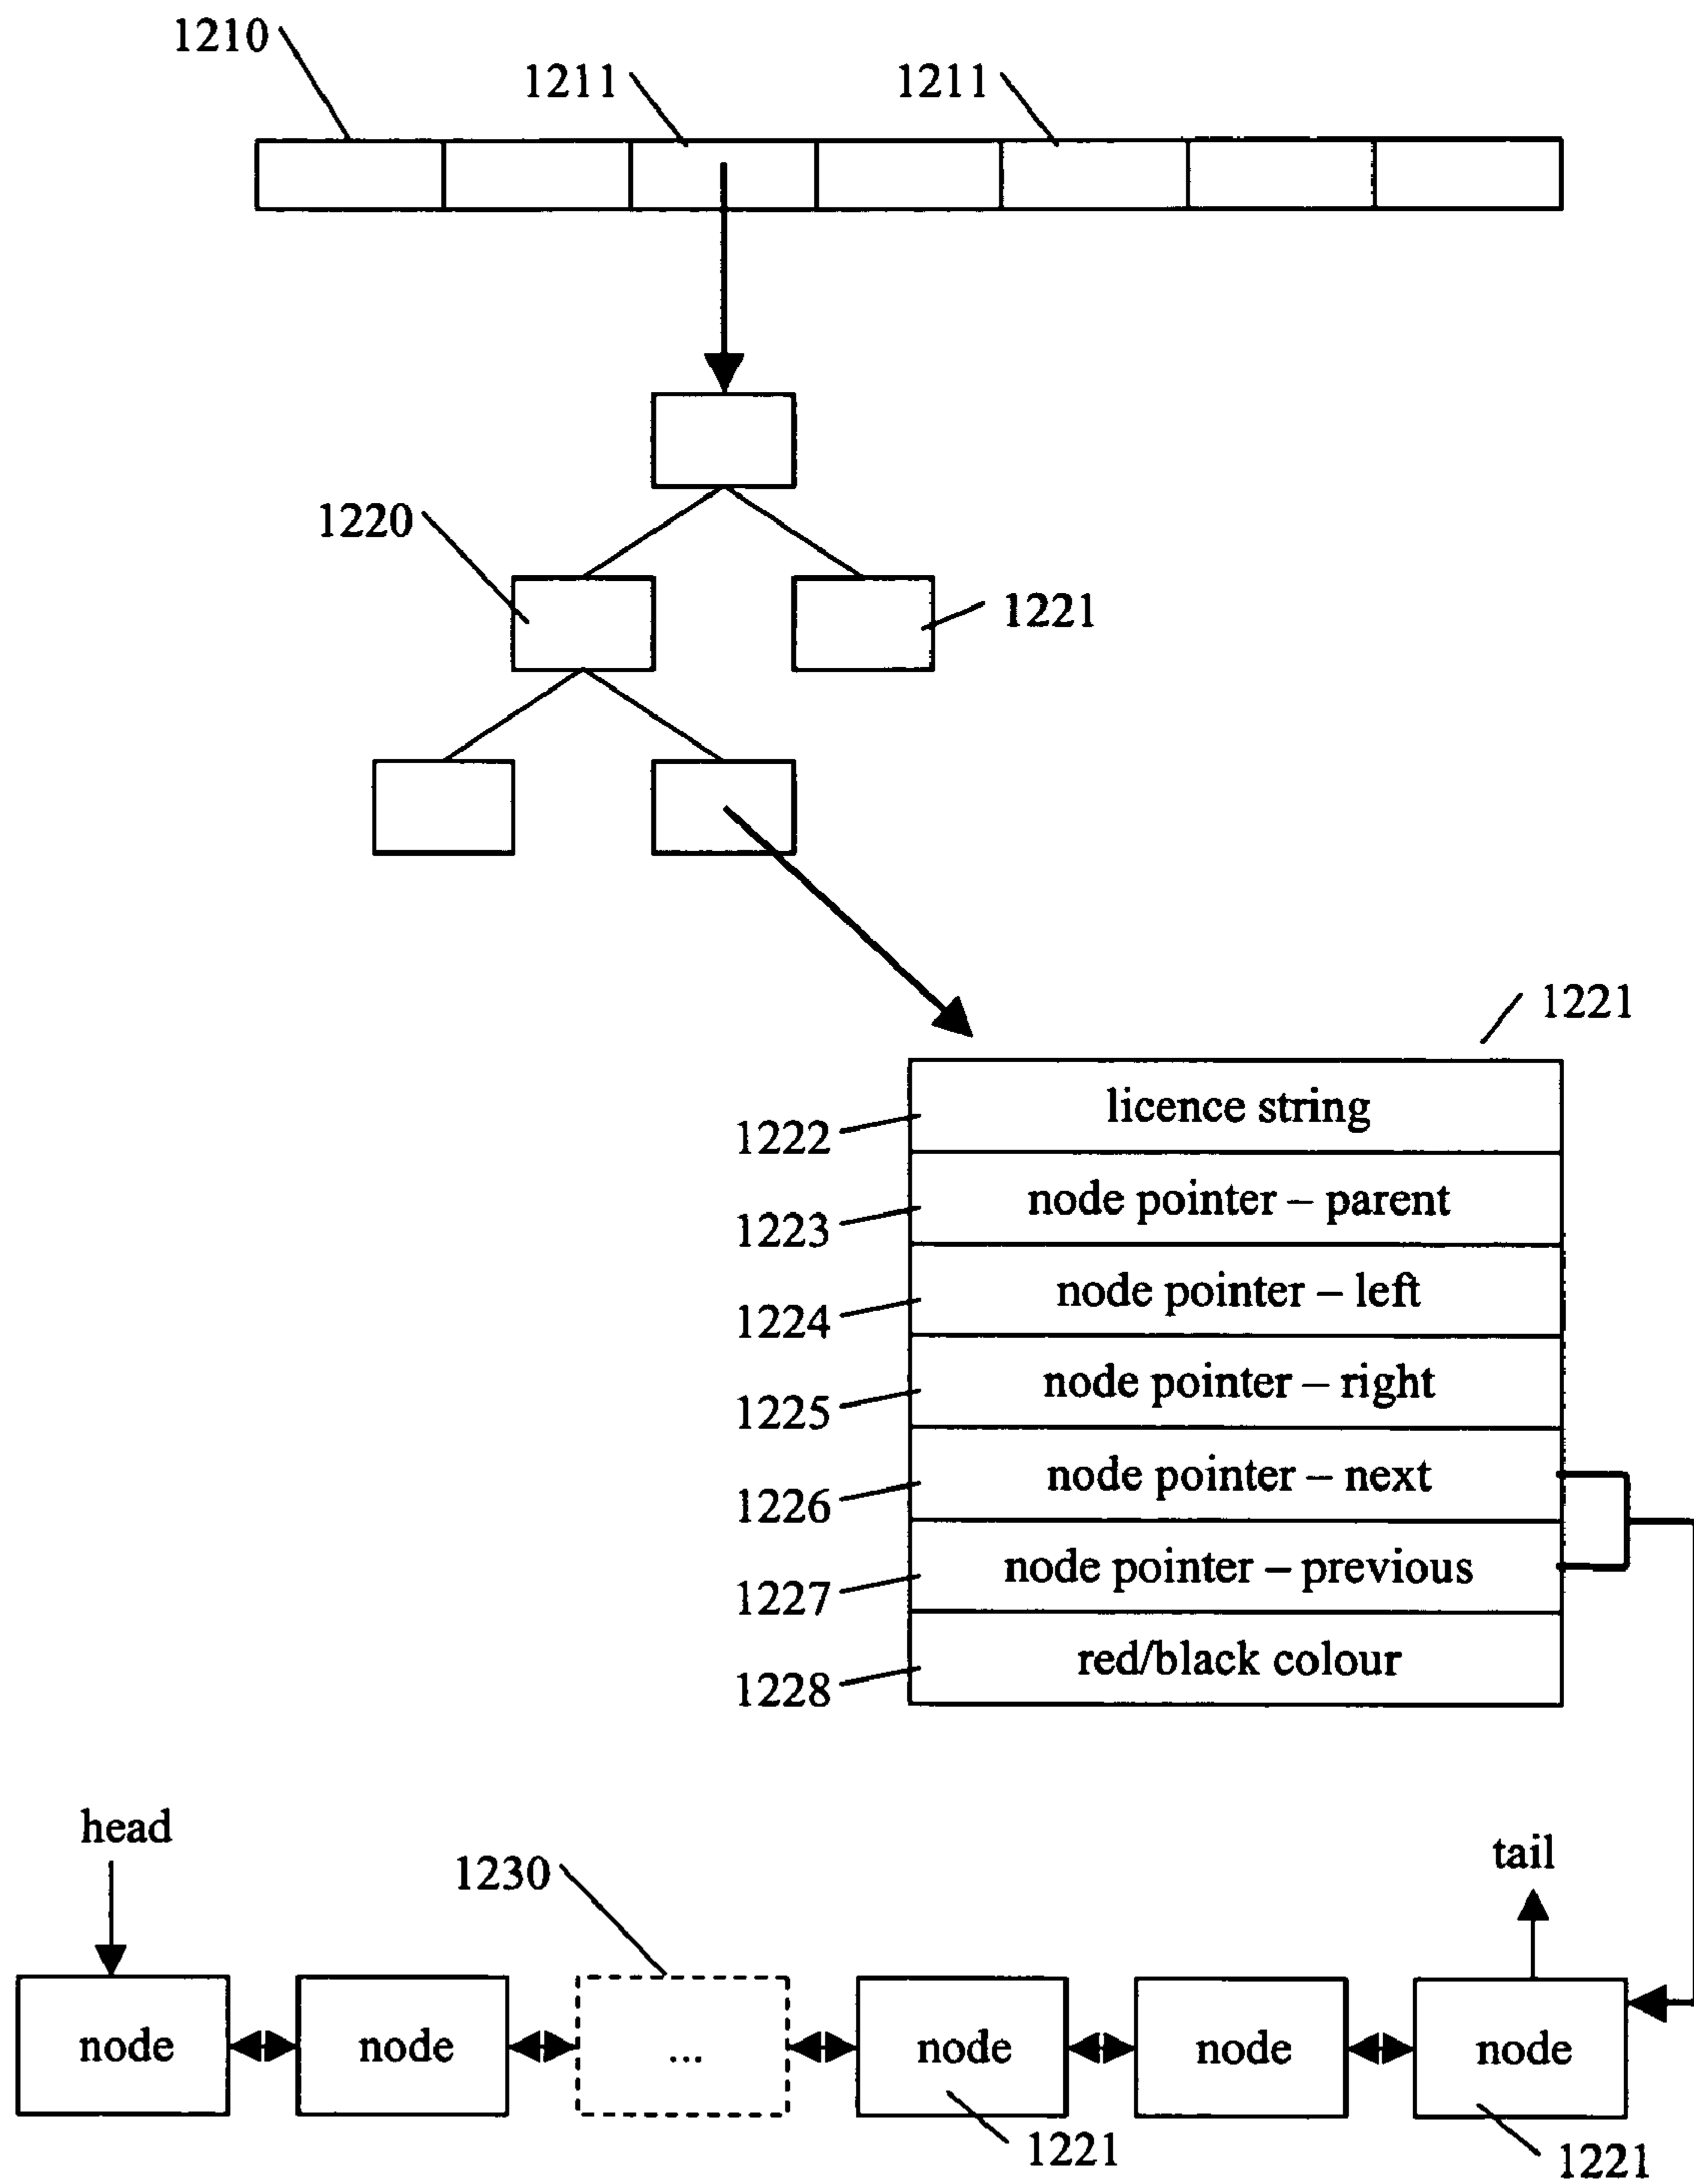 1210
1211
1211
1220
1221
1221
licence string
1222
node pointer – parent
1223
node pointer – left
1224
node pointer – right
1225
node pointer – next
1226
node pointer – previous
1227
red/black colour
1228
head
1230
tail
node
node
...
node
node
node
1221
1221